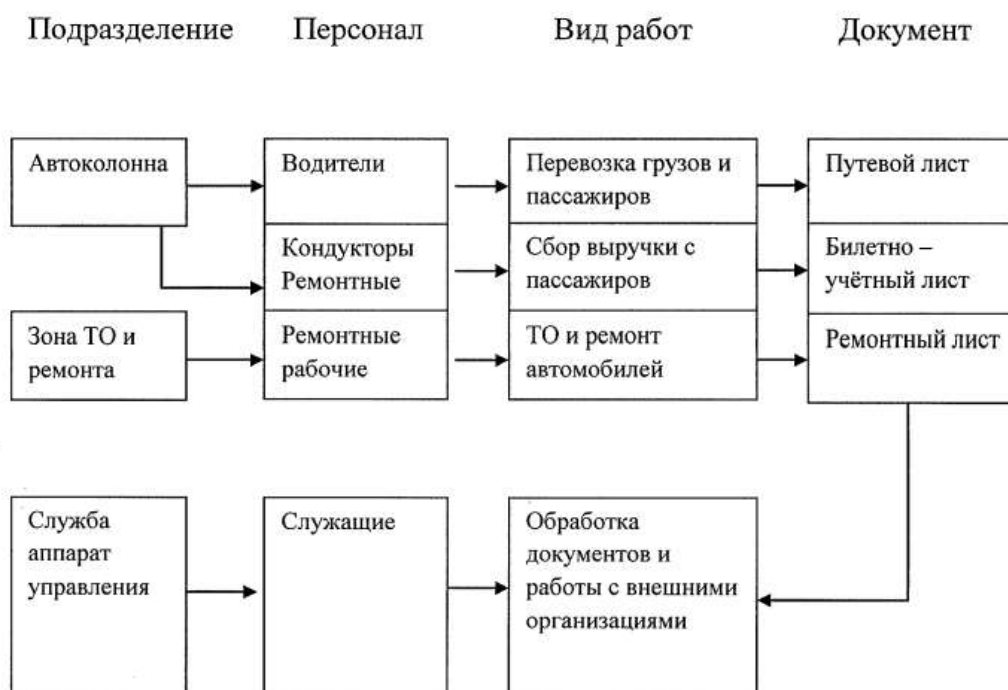 Подразделение Персонал Вид работ Документ
Автоколонна
Водители
Перевозка грузов и
пассажиров
Путевой лист
Кондукторы
Ремонтные
Сбор выручки с
пассажиров
Билетно –
учётный лист
Зона ТО и
ремонта
Ремонтные
рабочие
ТО и ремонт
автомобилей
Ремонтный лист
Служба
аппарат
управления
Служащие
Обработка
документов и
работы с внешними
организациями